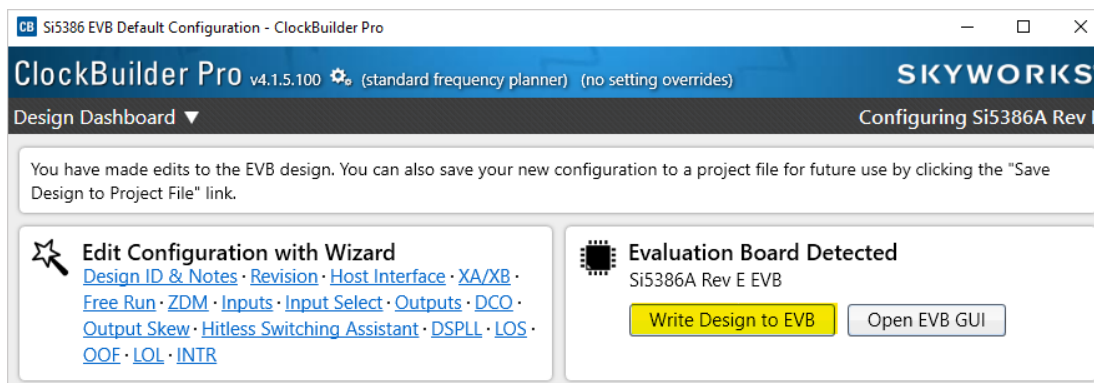 CB Si5386 EVB Default Configuration - ClockBuilder Pro
ClockBuilder Pro v4.1.5.100 (standard frequency planner) (no setting overrides) SKYWORKS
Design Dashboard ▼ Configuring Si5386A Rev
You have made edits to the EVB design. You can also save your new configuration to a project file for future use by clicking the "Save
Design to Project File" link.
Edit Configuration with Wizard
Design ID & Notes · Revision · Host Interface · XA/XB ·
Free Run · ZDM · Inputs · Input Select · Outputs · DCO ·
Output Skew · Hitless Switching Assistant · DSPLL · LOS ·
OOF · LOL · INTR
Evaluation Board Detected
Si5386A Rev E EVB
Write Design to EVB Open EVB GUI